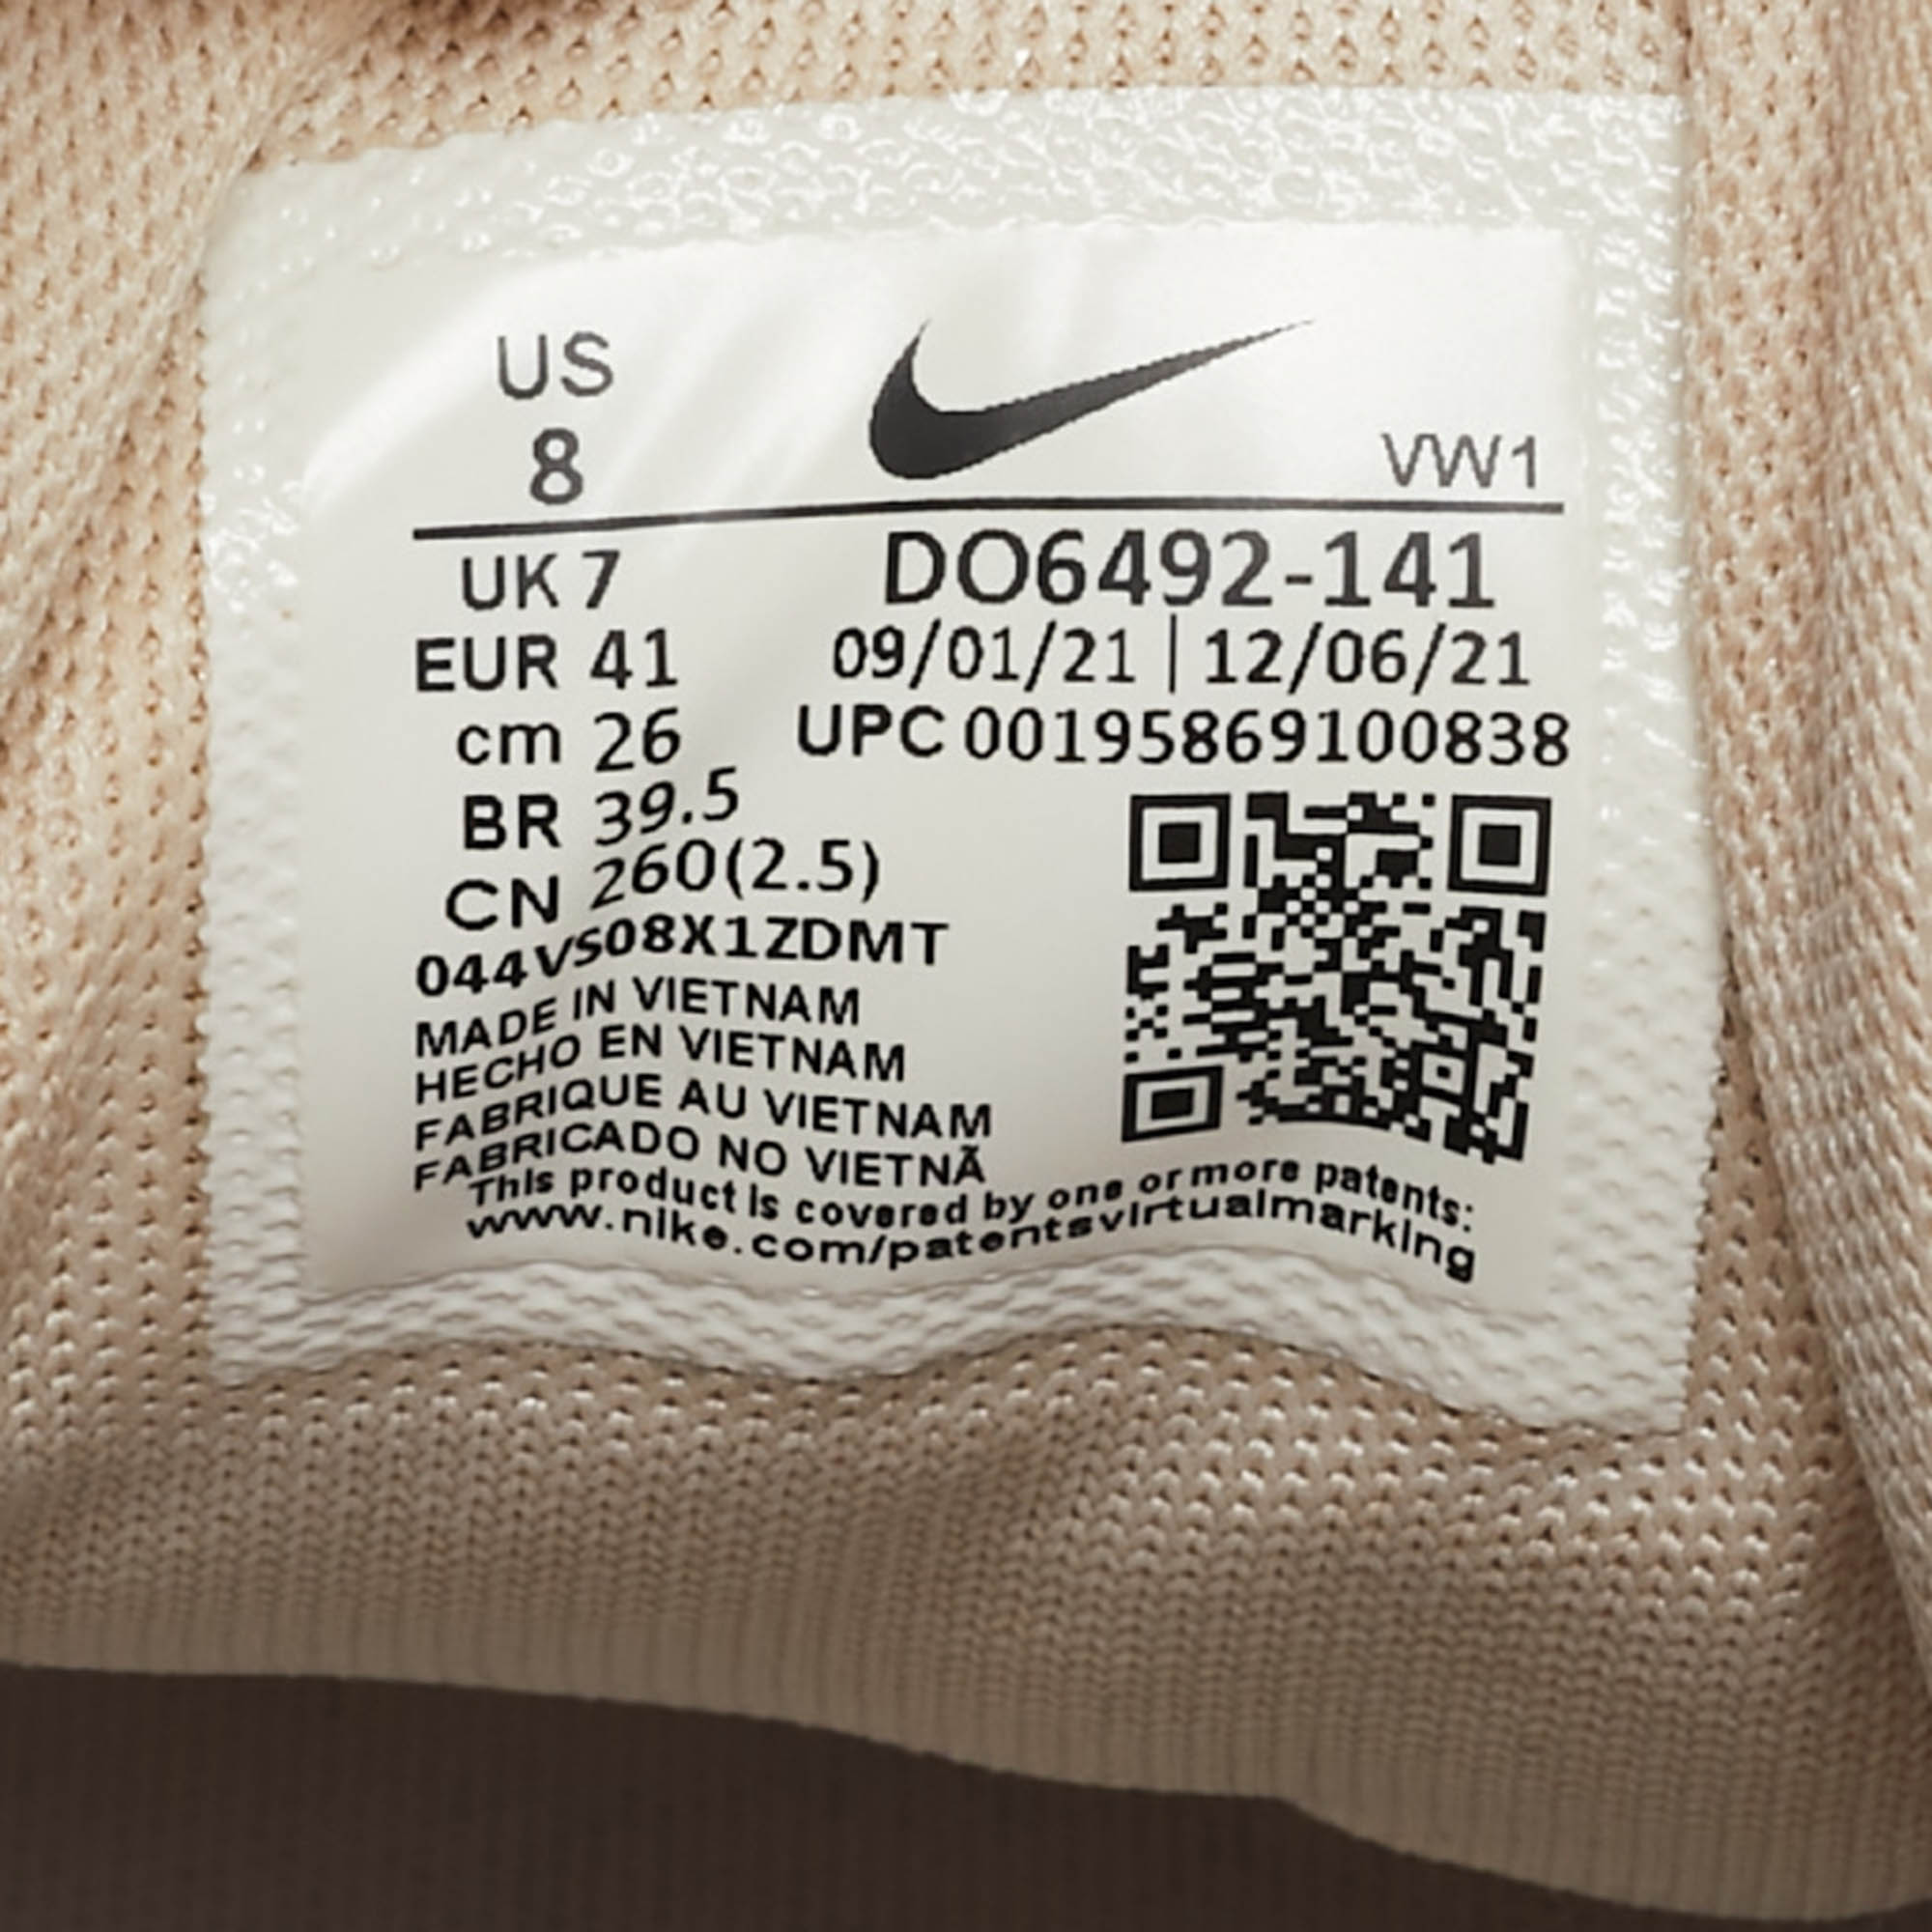 US
8
VW1
UK 7
DO6492-141
EUR 41
09/01/21 | 12/06/21
cm 26
UPC 00195869100838
BR 39.5
CN 260(2.5)
044VS08X1ZDMT
MADE IN VIETNAM
HECHO EN VIETNAM
FABRIQUE AU VIETNAM
FABRICADO NO VIETNÃ
This product is covered by one or more patents:
www.nike.com/patentsvirtualmarking